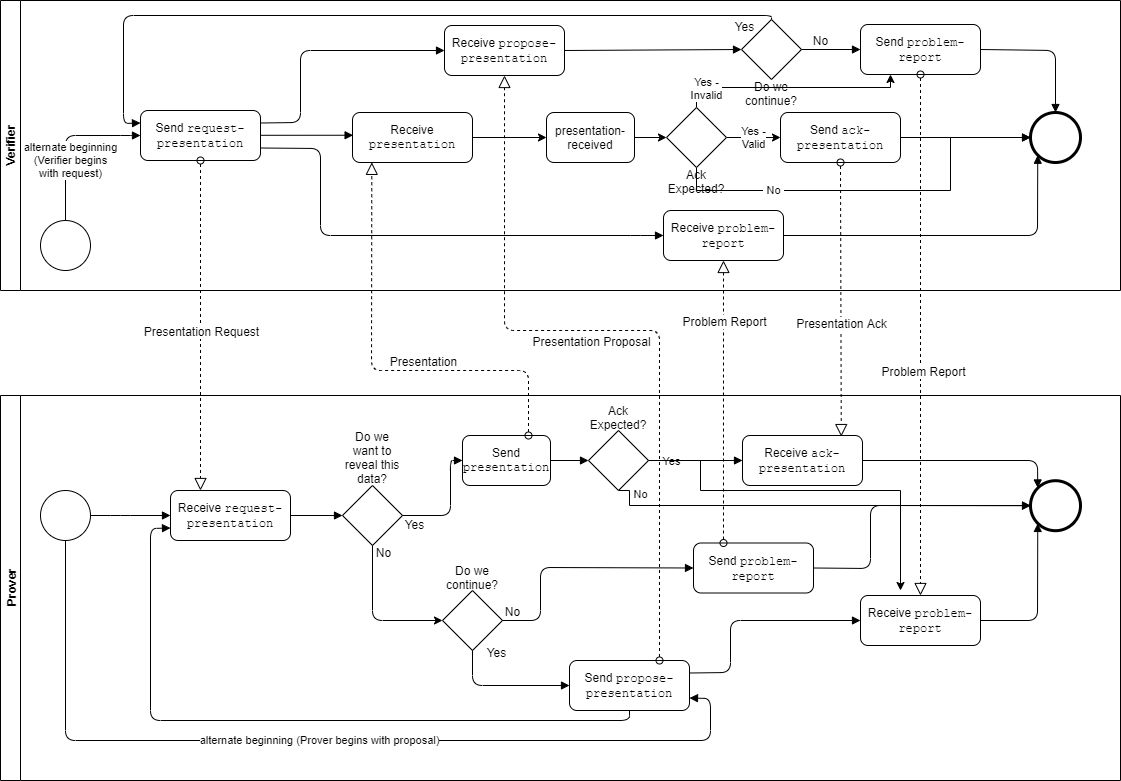 Verifier
Yes
No
Receive propose-
presentation
Send problem-
report
Do we
continue?
Yes -
Invalid
alternate beginning
(Verifier begins
with request)
Send request-
presentation
Receive
presentation
presentation-
received
Yes -
Valid
Send ack-
presentation
Ack
Expected?
No
Receive problem-
report
Presentation Request
Presentation
Presentation Proposal
Problem Report
Presentation Ack
Problem Report
Prover
Do we
want to
reveal this
data?
Ack
Expected?
Send
presentation
Yes
Receive ack-
presentation
No
Receive request-
presentation
Yes
No
Do we
continue?
No
Yes
Send problem-
report
Receive problem-
report
Send propose-
presentation
alternate beginning (Prover begins with proposal)